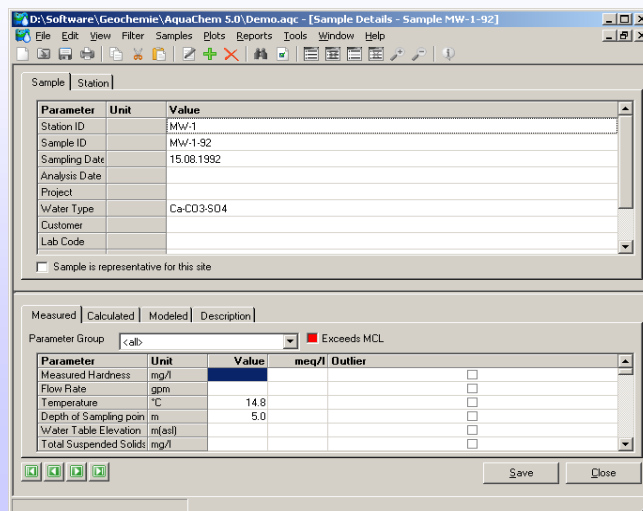 D:\Software\Geochemie\AquaChem 5.0\Demo.aqc - [Sample Details - Sample MW-1-92]
File Edit View Filter Samples Plots Reports Tools Window Help
Sample Station
Parameter Unit Value
Station ID MW-1
Sample ID MW-1-92
Sampling Date 15.08.1992
Analysis Date
Project
Water Type Ca-CO3-SO4
Customer
Lab Code
Sample is representative for this site
Measured Calculated Modeled Description
Parameter Group <all> Exceeds MCL
Parameter Unit Value meq/l Outlier
Measured Hardness mg/l
Flow Rate gpm
Temperature °C 14.8
Depth of Sampling poin m 5.0
Water Table Elevation m(asl)
Total Suspended Solids mg/l
Save Close